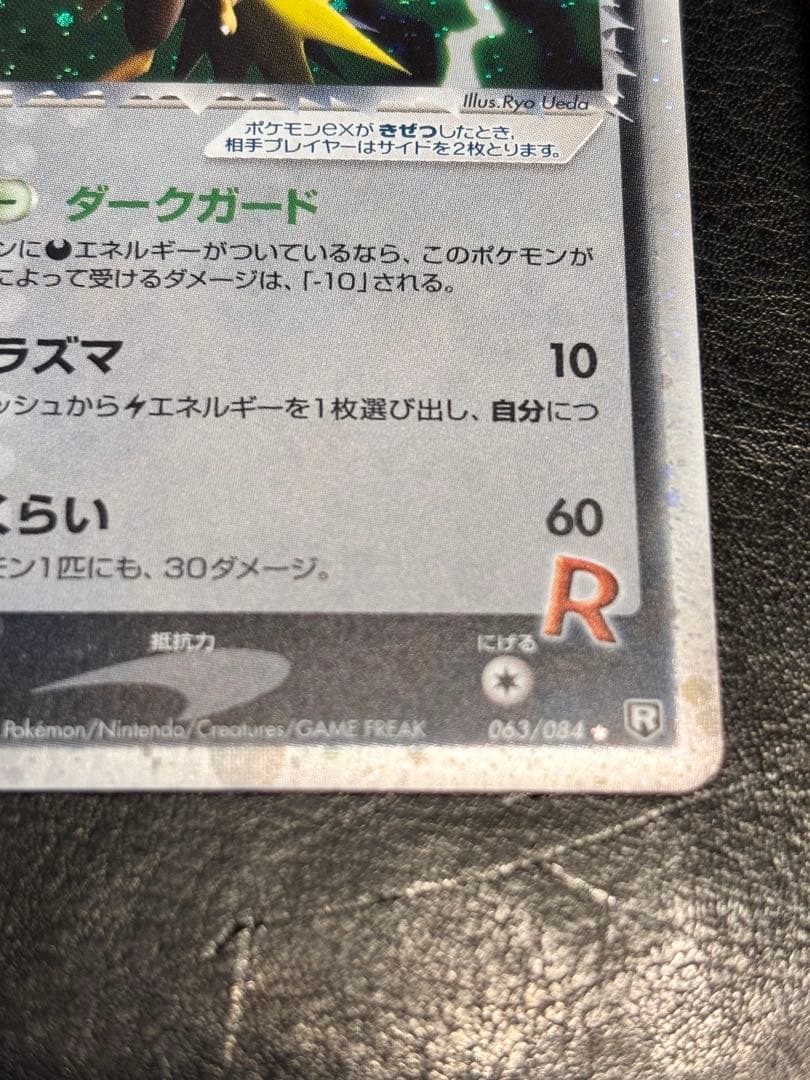 Illus.Ryo Ueda
ポケモンexが きぜつしたとき、
相手プレイヤーはサイドを2枚とります。
ー ダークガード
ンにエネルギーがついているなら、このポケモンが
によって受けるダメージは、「-10」される。
ラズマ 10
ッシュからエネルギーを1枚選び出し、自分につ
くらい 60
モン1匹にも、30ダメージ。
R
抵抗力 にげる
Pokémon/Nintendo/Creatures/GAME FREAK 063/084 R